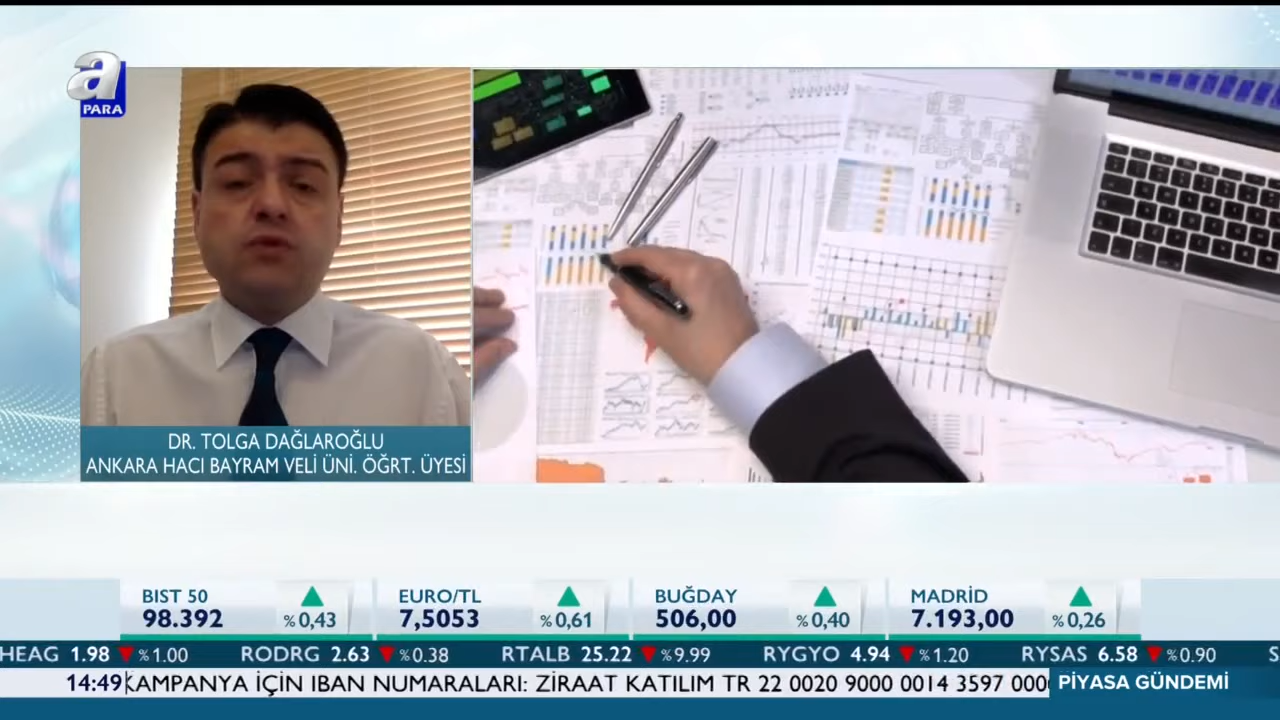 a
PARA
DR. TOLGA DAĞLAROĞLU
ANKARA HACI BAYRAM VELİ ÜNİ. ÖĞRT. ÜYESİ
BIST 50
98.392
%0,43
EURO/TL
7,5053
%0,61
BUĞDAY
506,00
%0,40
MADRİD
7.193,00
%0,26
HEAG 1.98 %1.00 RODRG 2.63 %0.38 RTALB 25.22 %9.99 RYGYO 4.94 %1.20 RYSAS 6.58 %0.90 S
14:49 KAMPANYA İÇİN IBAN NUMARALARI: ZİRAAT KATILIM TR 22 0020 9000 0014 3597 000
PİYASA GÜNDEMİ